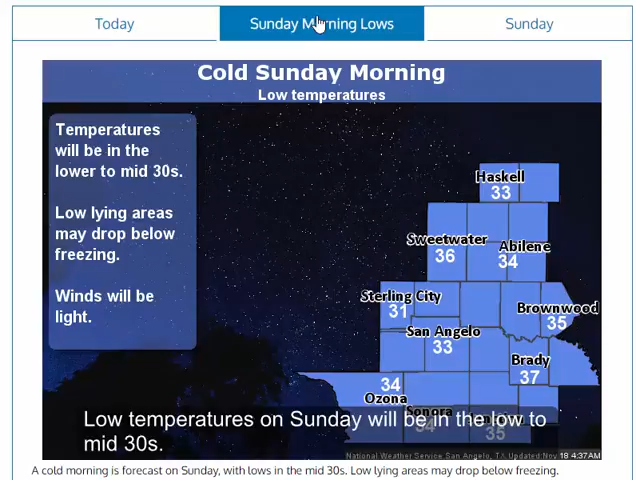 Today
Sunday Morning Lows
Sunday
Cold Sunday Morning
Low temperatures
Temperatures
will be in the
lower to mid 30s.
Low lying areas
may drop below
freezing.
Winds will be
light.
Haskell
33
Sweetwater
36
Abilene
34
Sterling City
31
San Angelo
33
Brownwood
35
Brady
37
34
Ozona
Sonora
34
35
Low temperatures on Sunday will be in the low to
mid 30s.
National Weather Service San Angelo, TX Updated Nov 18 4:37AM
A cold morning is forecast on Sunday, with lows in the mid 30s. Low lying areas may drop below freezing.